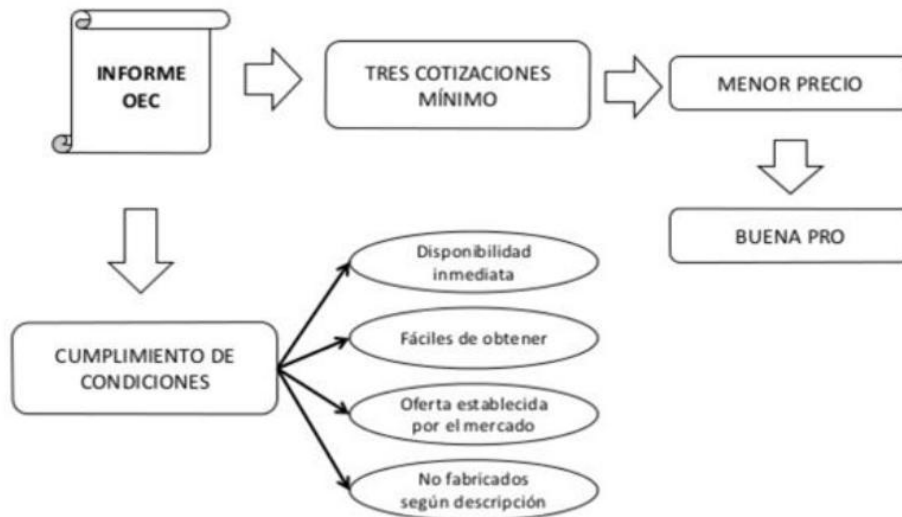 INFORME
OEC
TRES COTIZACIONES
MÍNIMO
MENOR PRECIO
BUENA PRO
CUMPLIMIENTO DE
CONDICIONES
Disponibilidad
inmediata
Fáciles de obtener
Oferta establecida
por el mercado
No fabricados
según descripción